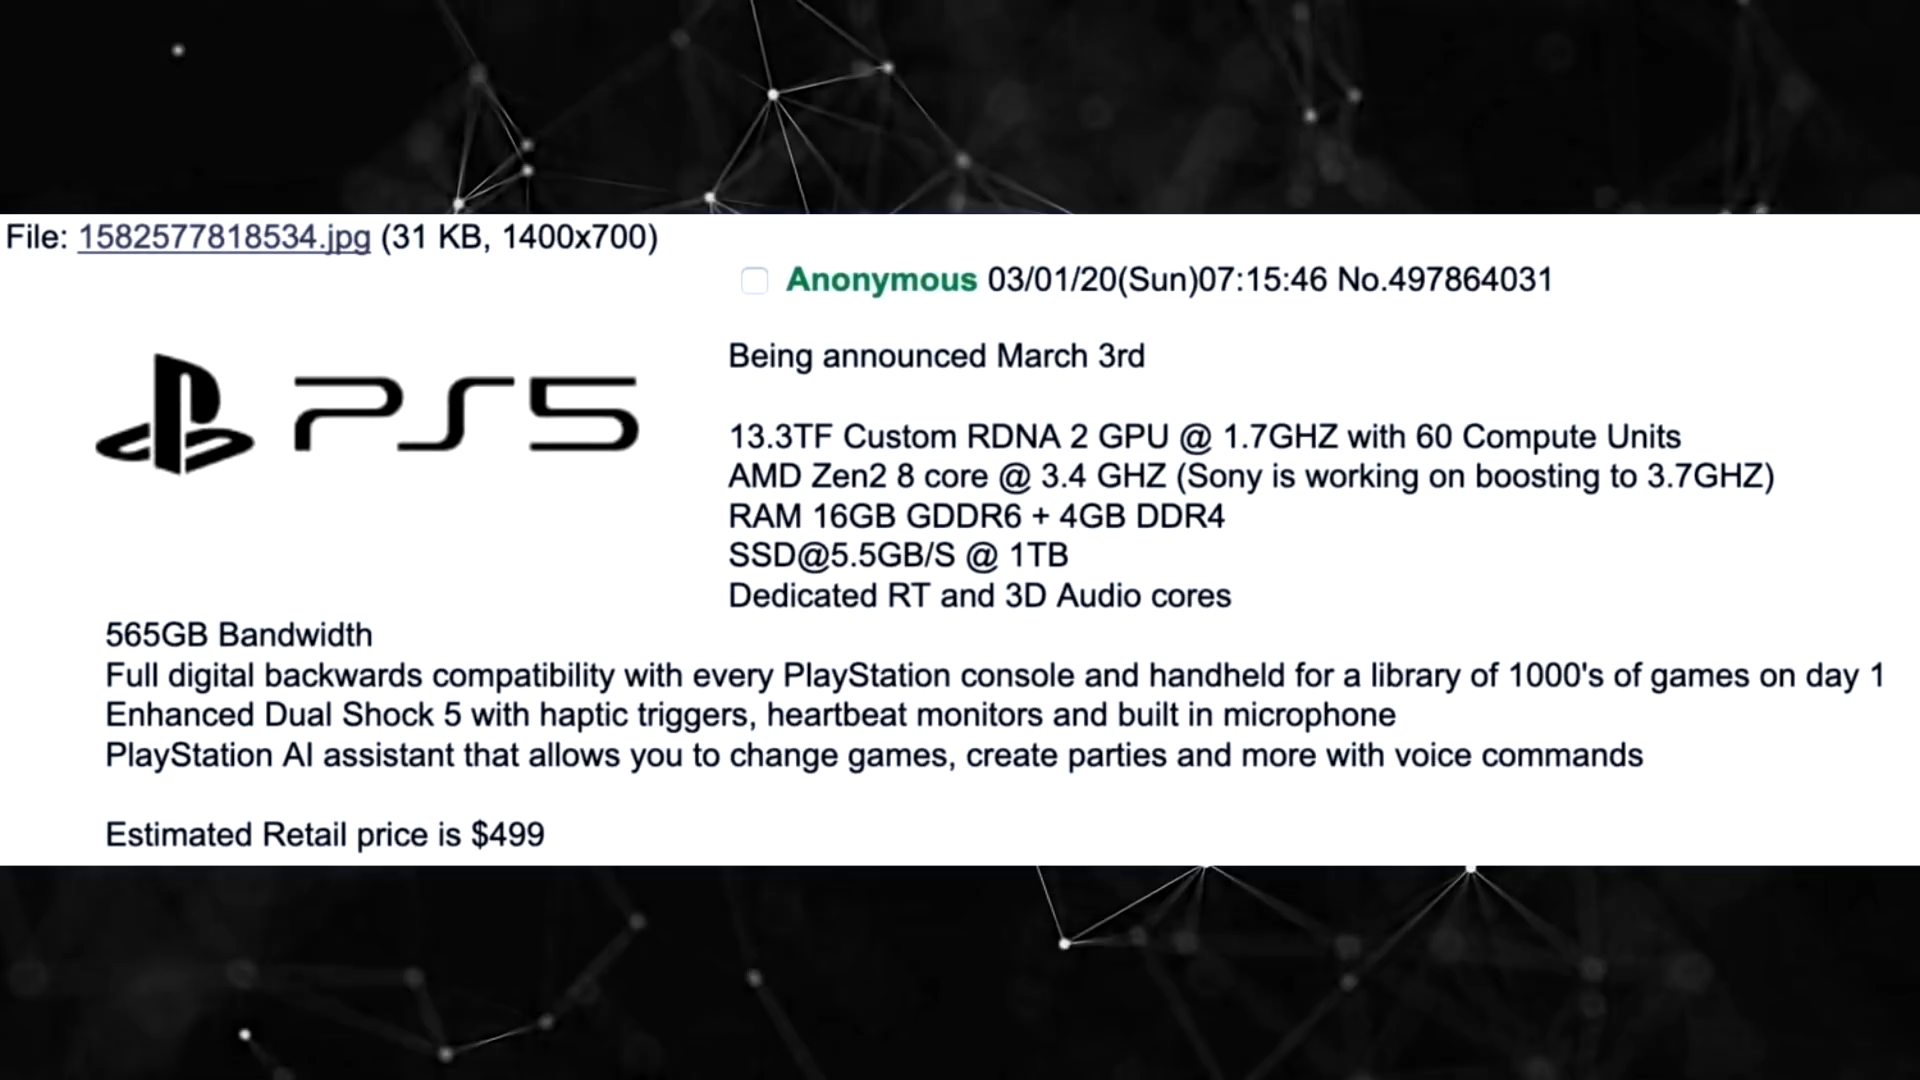 File: 1582577818534.jpg (31 KB, 1400x700)
Anonymous 03/01/20(Sun)07:15:46 No.497864031
PS5
Being announced March 3rd
13.3TF Custom RDNA 2 GPU @ 1.7GHZ with 60 Compute Units
AMD Zen2 8 core @ 3.4 GHZ (Sony is working on boosting to 3.7GHZ)
RAM 16GB GDDR6 + 4GB DDR4
SSD@5.5GB/S @ 1TB
Dedicated RT and 3D Audio cores
565GB Bandwidth
Full digital backwards compatibility with every PlayStation console and handheld for a library of 1000's of games on day 1
Enhanced Dual Shock 5 with haptic triggers, heartbeat monitors and built in microphone
PlayStation AI assistant that allows you to change games, create parties and more with voice commands
Estimated Retail price is $499